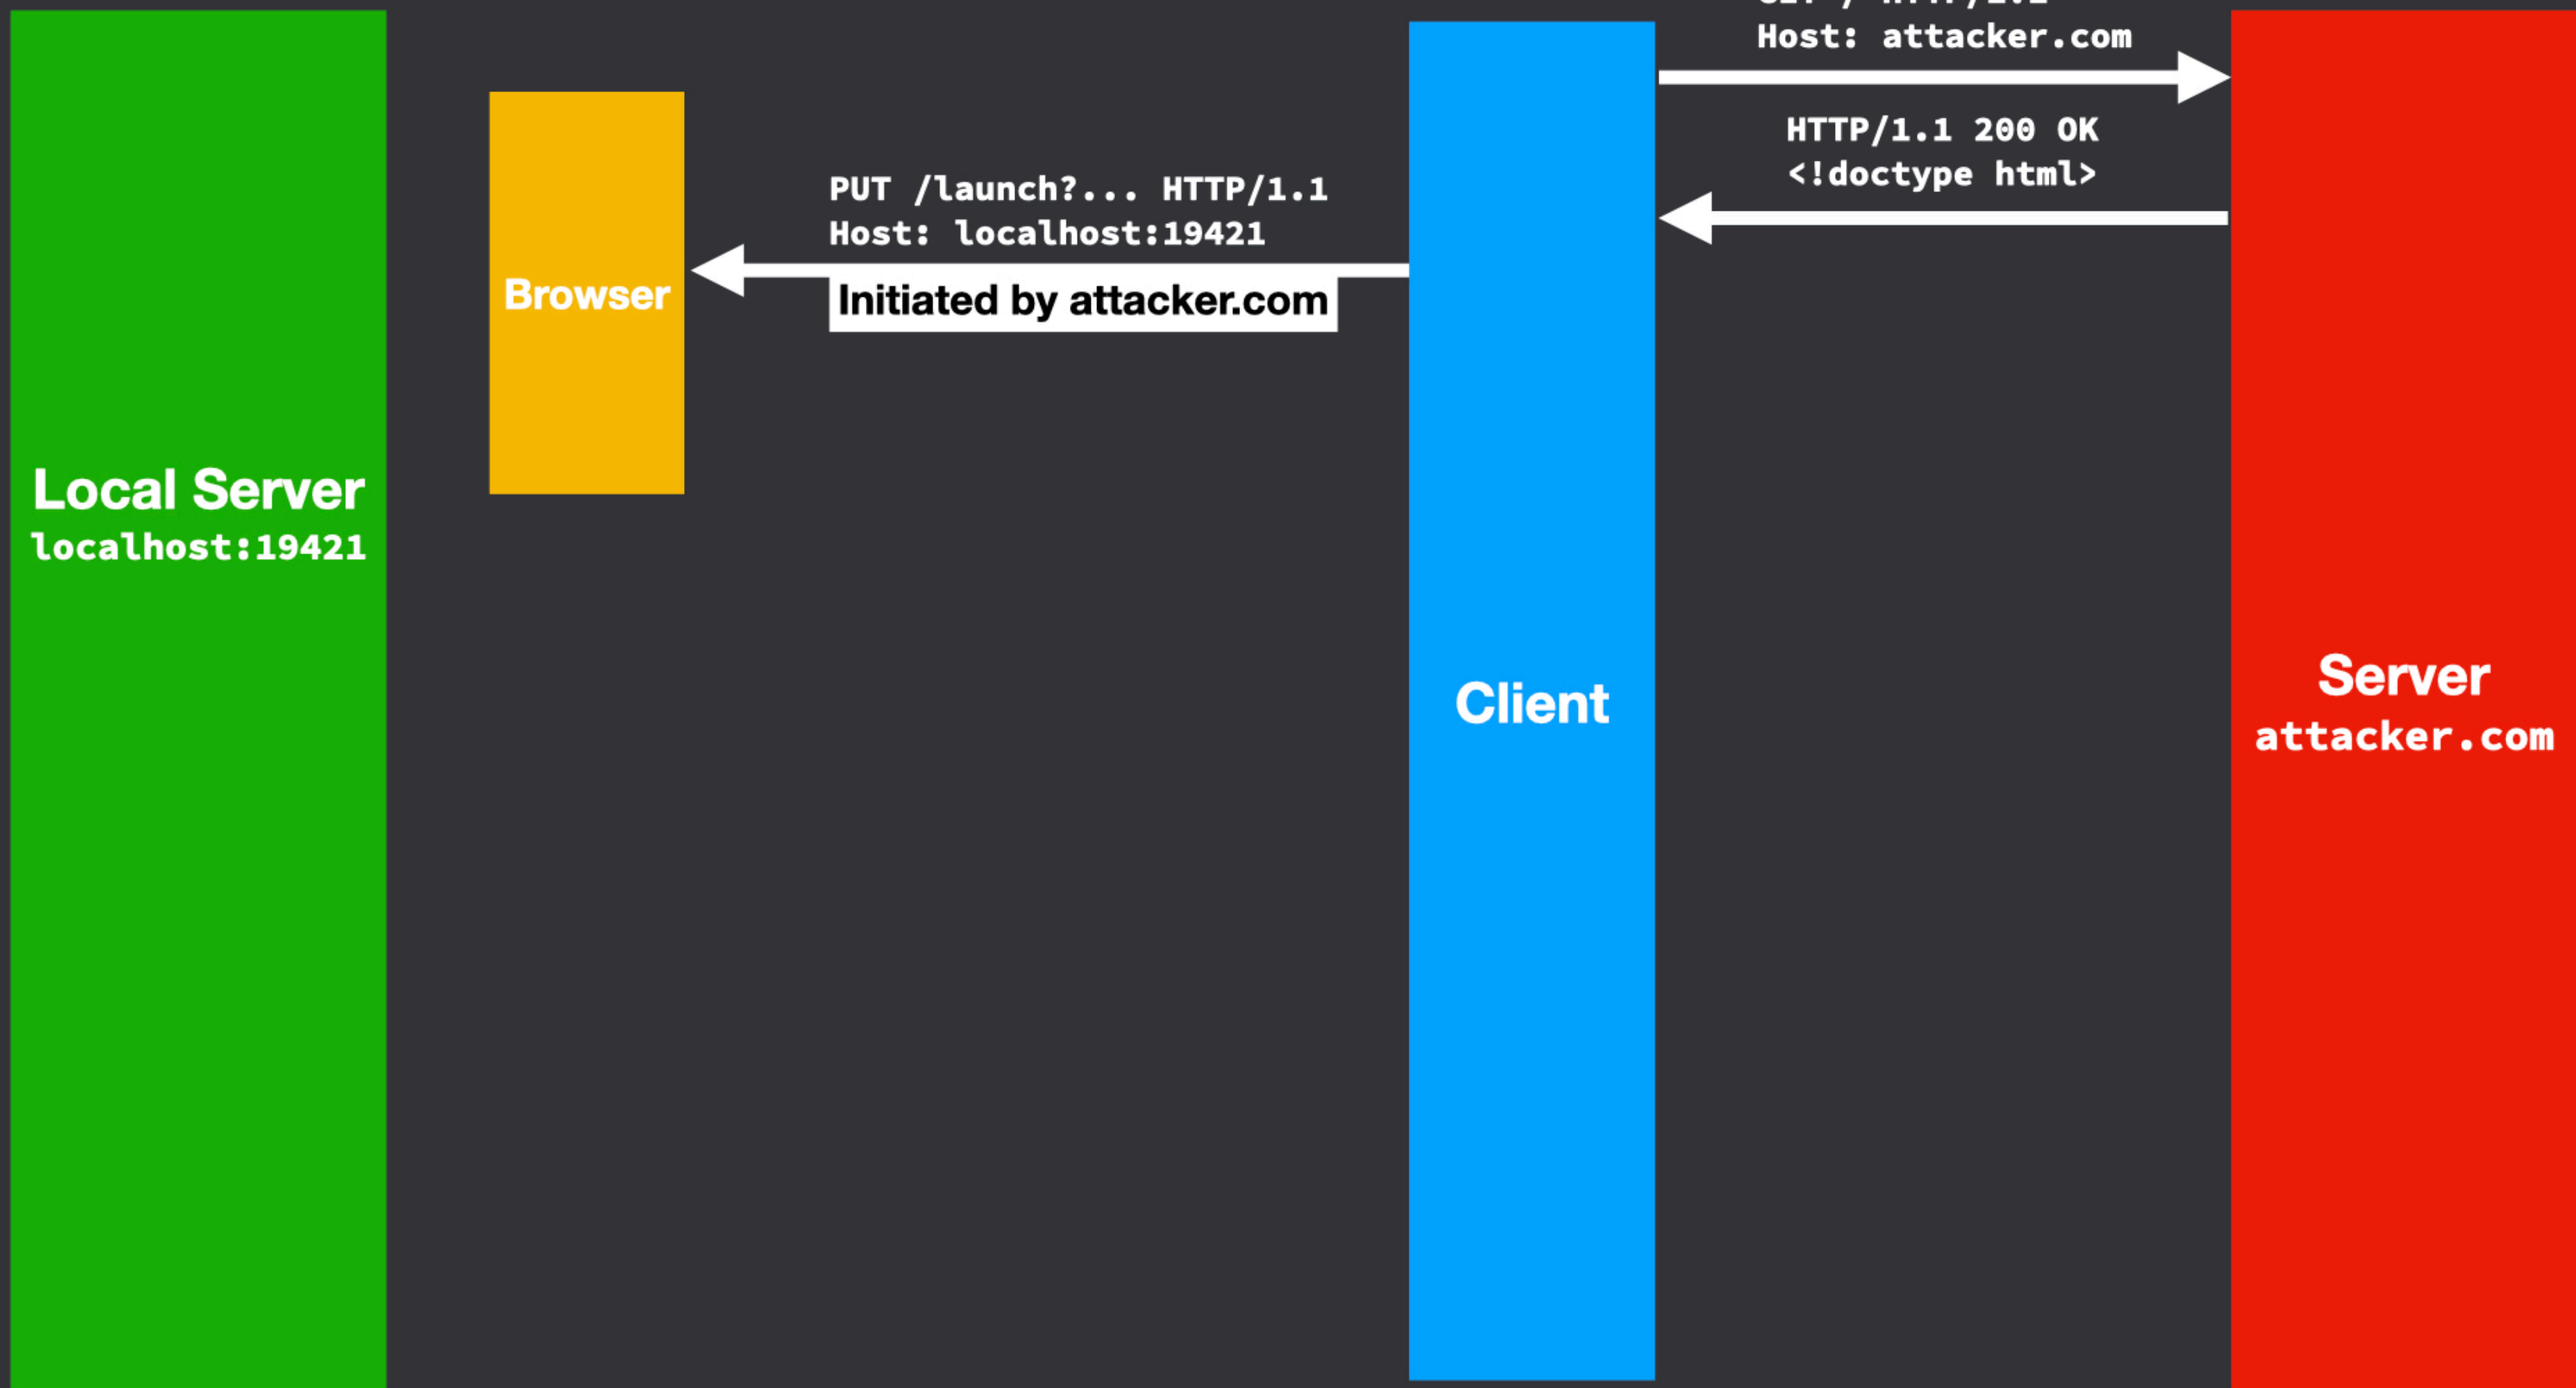 Host: attacker.com
HTTP/1.1 200 OK
<!doctype html>
PUT /launch?... HTTP/1.1
Host: localhost:19421
Initiated by attacker.com
Browser
Local Server
localhost:19421
Client
Server
attacker.com